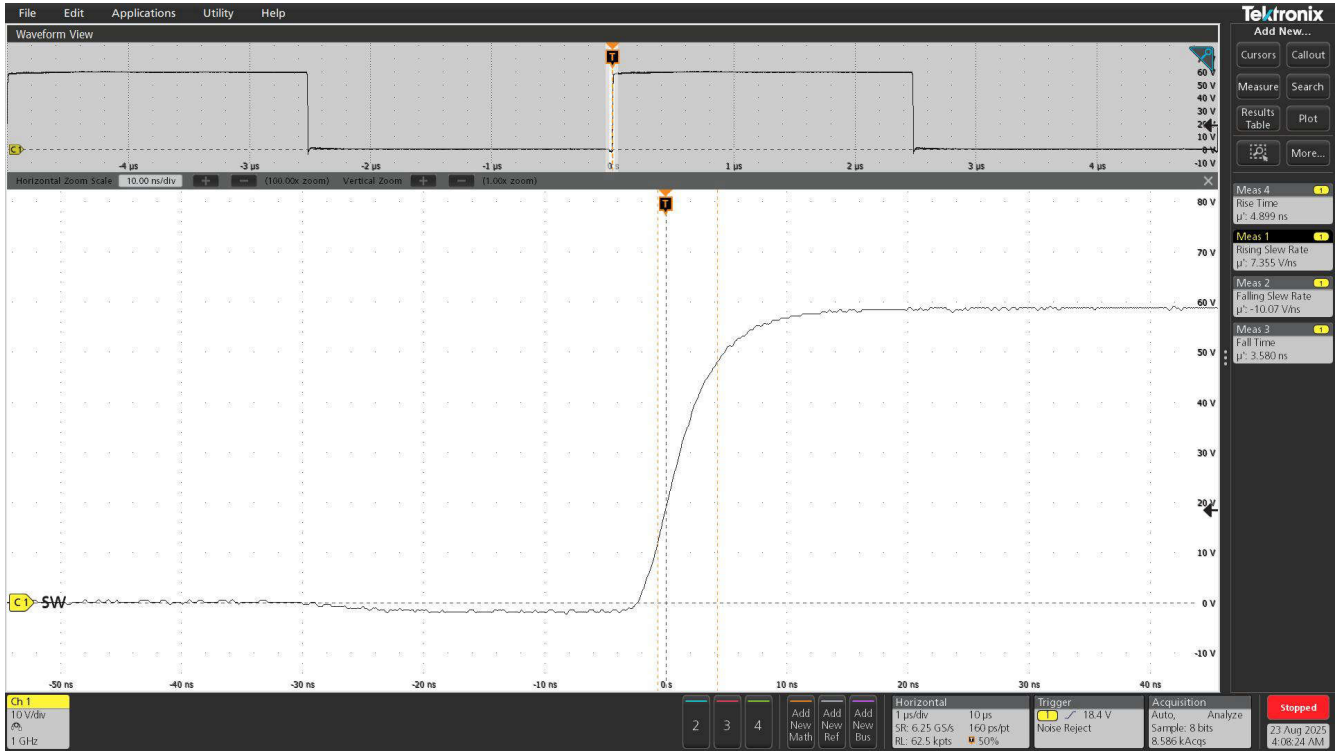 File Edit Applications Utility Help
Tektronix
Waveform View
Add New...
T
60 V
50 V
40 V
30 V
10 V
0 V
-10 V
C1
-4 µs -3 µs -2 µs -1 µs 0 s 1 µs 2 µs 3 µs 4 µs
Horizontal Zoom Scale 10.00 ns/div + − (100.00x zoom) Vertical Zoom + − (1.00x zoom)
T
80 V
70 V
60 V
50 V
40 V
30 V
20 V
10 V
0 V
-10 V
C1 SW
-50 ns -40 ns -30 ns -20 ns -10 ns 0 s 10 ns 20 ns 30 ns 40 ns
Cursors Callout
Measure Search
Results Table Plot
More...
Meas 4 1
Rise Time
µ': 4.899 ns
Meas 1 1
Rising Slew Rate
µ': 7.355 V/ns
Meas 2 1
Falling Slew Rate
µ': -10.07 V/ns
Meas 3 1
Fall Time
µ': 3.580 ns
Ch 1
10 V/div
1 GHz
2 3 4
Add New Math
Add New Ref
Add New Bus
Horizontal
1 µs/div 10 µs
SR: 6.25 GS/s 160 ps/pt
RL: 62.5 kpts 50%
Trigger
1 18.4 V
Noise Reject
Acquisition
Auto, Analyze
Sample: 8 bits
8.586 kAcqs
Stopped
23 Aug 2025
4:08:24 AM